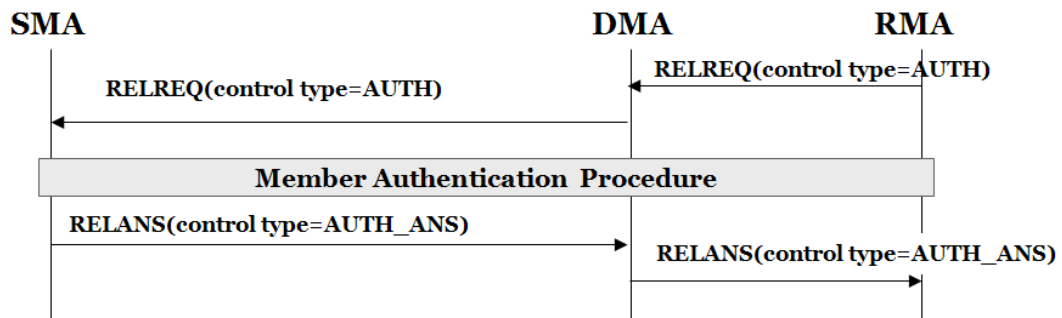 SMA DMA RMA
RELREQ(control type=AUTH)
RELREQ(control type=AUTH)
Member Authentication Procedure
RELANS(control type=AUTH_ANS)
RELANS(control type=AUTH_ANS)